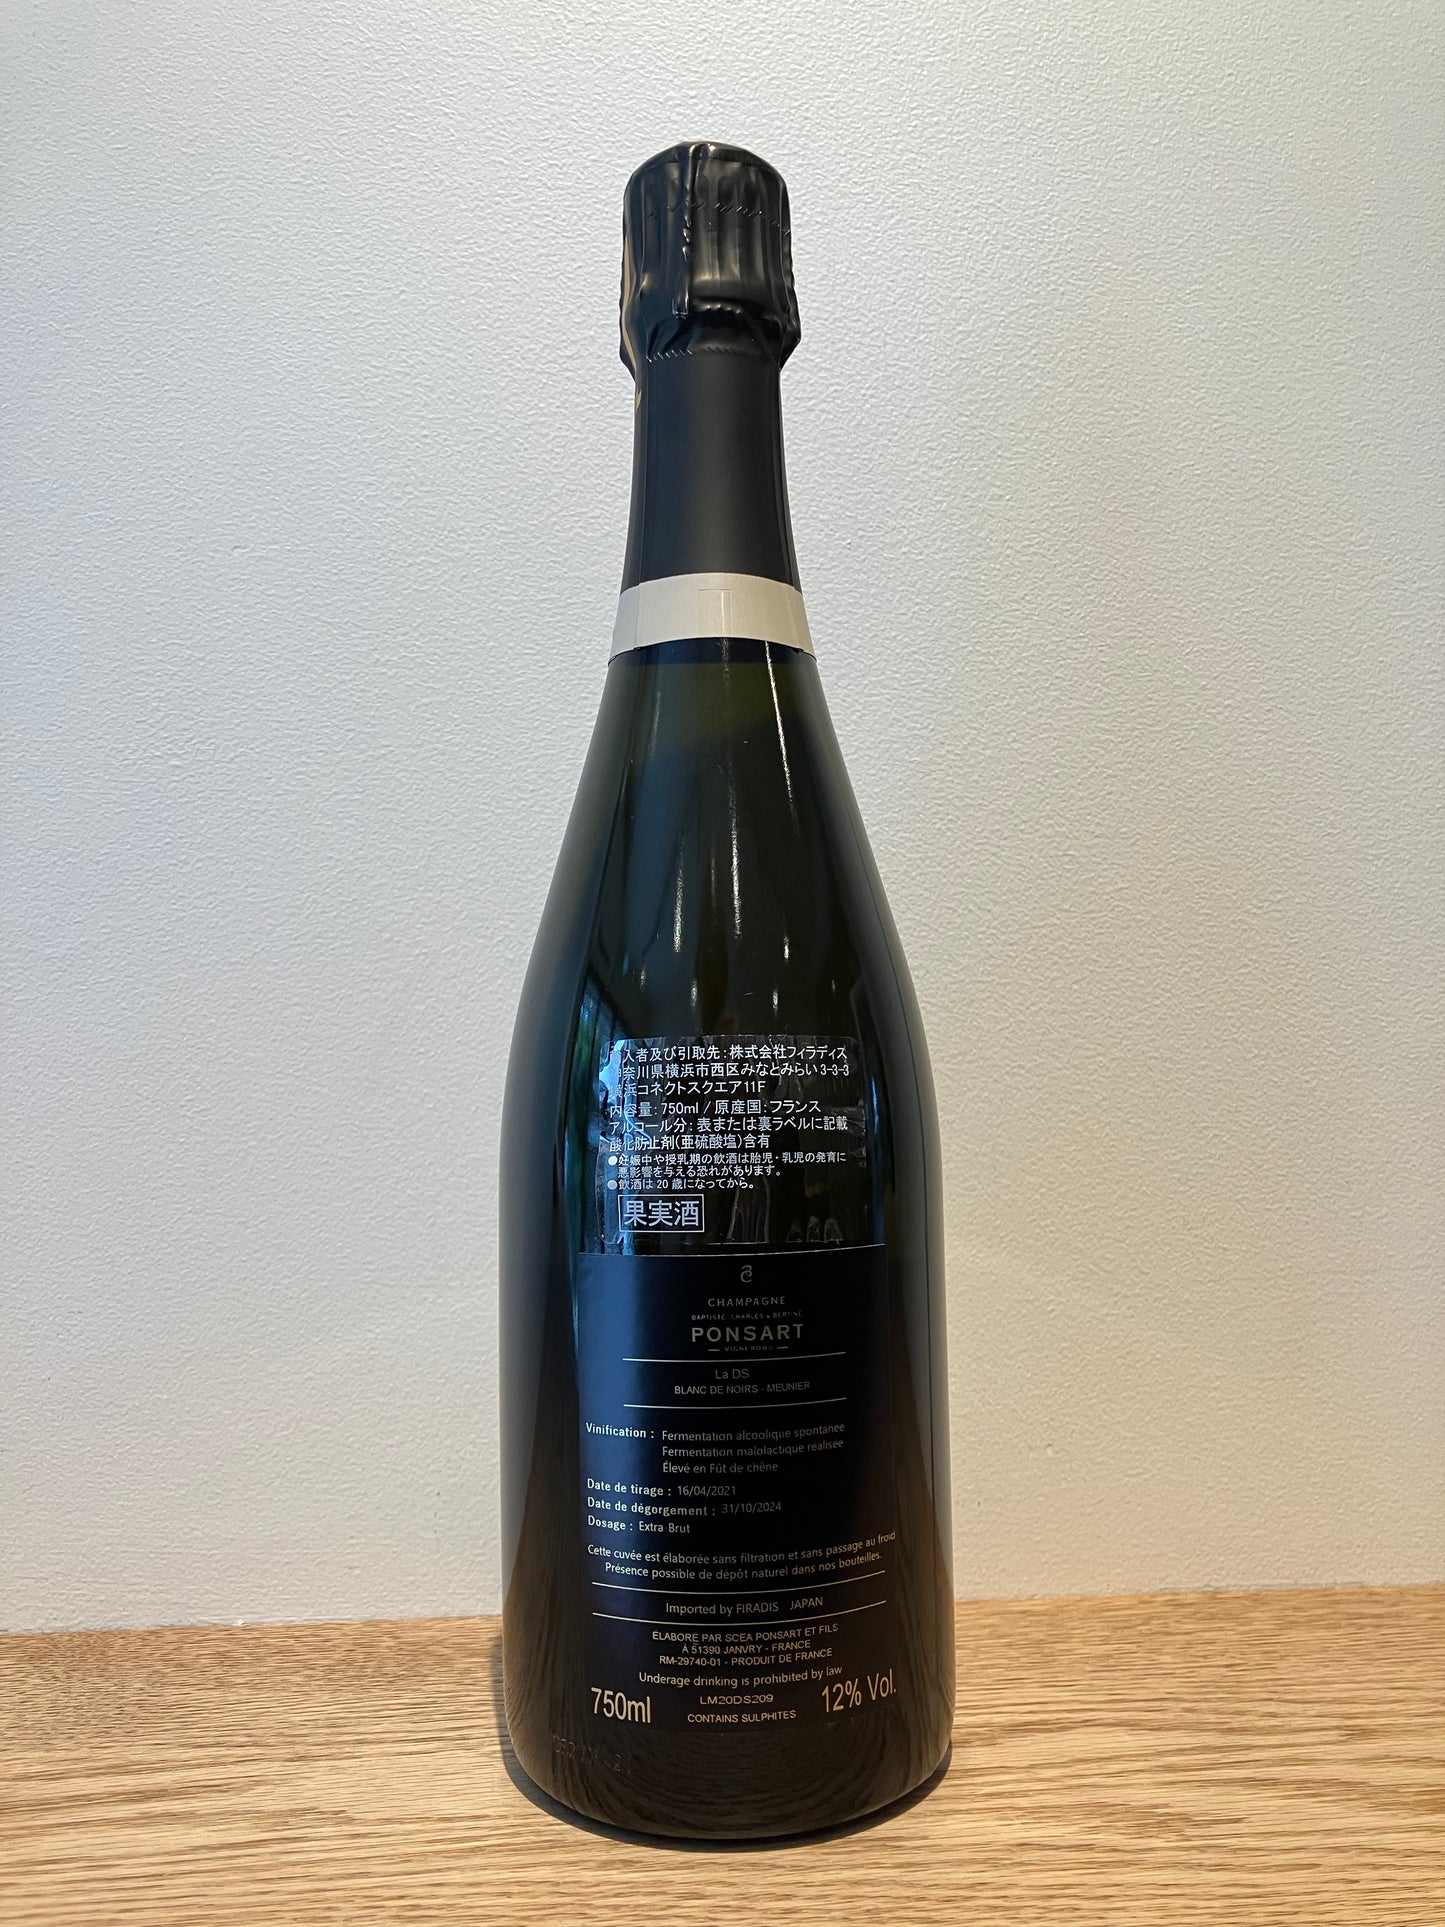 入者及び引取先：株式会社フィラディス
奈川県横浜市西区みなとみらい3-3-3
浜コネクトスクエア11F
内容量：750ml / 原産国：フランス
アルコール分：表または裏ラベルに記載
酸化防止剤(亜硫酸塩)含有
●妊娠中や授乳期の飲酒は胎児・乳児の発育に
悪影響を与える恐れがあります。
●飲酒は20歳になってから。
果実酒
CHAMPAGNE
BAPTISTE CHARLES & BERTINE
PONSART
VIGNERONS
La DS
BLANC DE NOIRS - MEUNIER
Vinification : Fermentation alcoolique spontanée
Fermentation malolactique réalisée
Élevé en Fût de chêne
Date de tirage : 16/04/2021
Date de dégorgement : 31/10/2024
Dosage : Extra-Brut
Cette cuvée est élaborée sans filtration et sans passage au froid
Présence possible de dépôt naturel dans nos bouteilles.
Imported by FIRADIS JAPAN
ÉLABORÉ PAR SCEA PONSART ET FILS
À 51390 JANVRY - FRANCE
RM-29740-01 - PRODUIT DE FRANCE
Underage drinking is prohibited by law
750ml LM20DS209 12% Vol.
CONTAINS SULPHITES